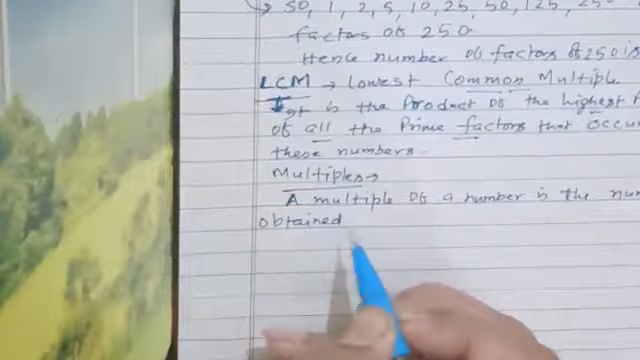 50, 1, 2, 5, 10, 25, 50, 125, 250
factors of 250.
Hence number of factors of 250 is
LCM → Lowest Common Multiple
It is the Product of the highest
of all the Prime factors that occur
these numbers.
Multiples →
A multiple of a number is the
obtained